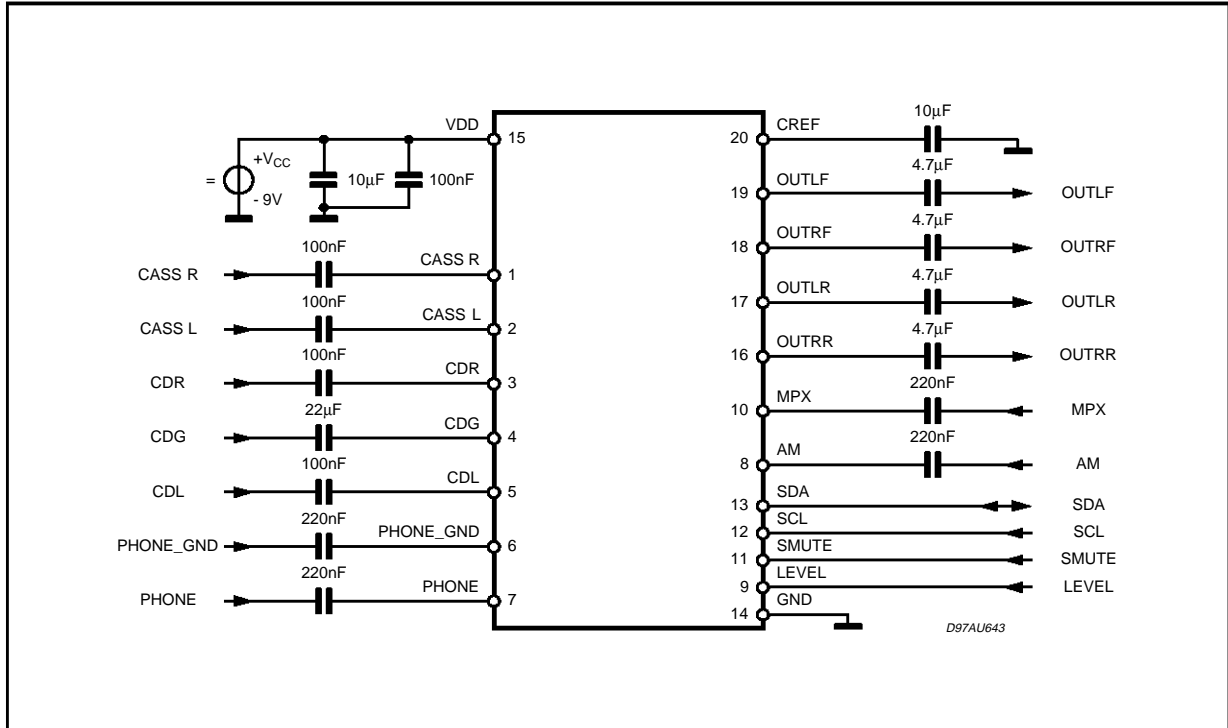 VDD
15
+VCC
=
- 9V
10µF
100nF
100nF
CASS R
CASS R
1
100nF
CASS L
CASS L
2
100nF
CDR
CDR
3
22µF
CDG
CDG
4
100nF
CDL
CDL
5
220nF
PHONE_GND
PHONE_GND
6
220nF
PHONE
PHONE
7
20
CREF
10µF
4.7µF
19
OUTLF
OUTLF
4.7µF
18
OUTRF
OUTRF
4.7µF
17
OUTLR
OUTLR
4.7µF
16
OUTRR
OUTRR
220nF
10
MPX
MPX
220nF
8
AM
AM
13
SDA
SDA
12
SCL
SCL
11
SMUTE
SMUTE
9
LEVEL
LEVEL
14
GND
D97AU643